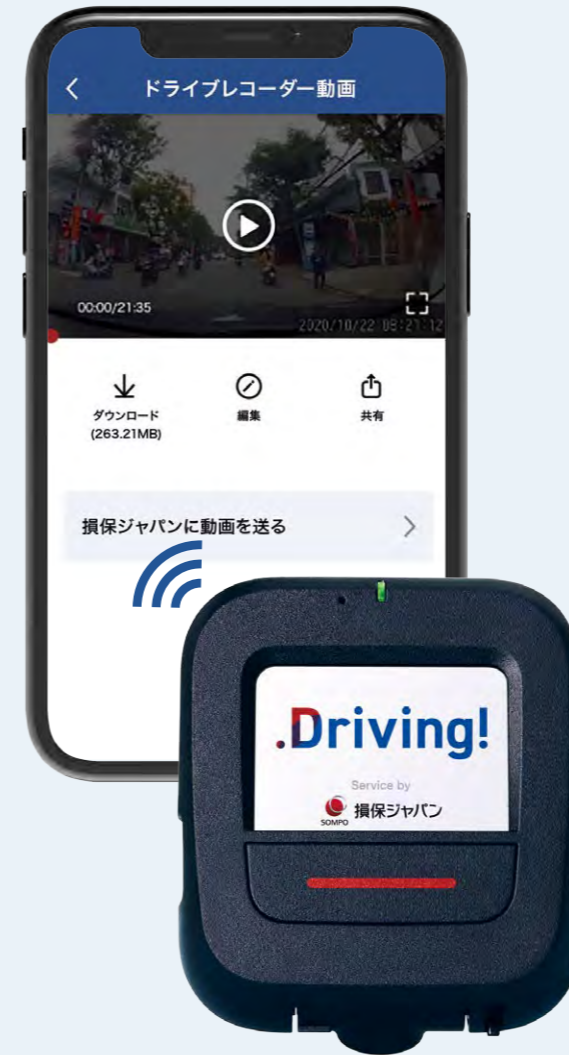 ドライブレコーダー動画
00:00/21:35
2020/10/22 08:21:12
ダウンロード
(263.21MB)
編集
共有
損保ジャパンに動画を送る
.Driving!
Service by
SOMPO 損保ジャパン